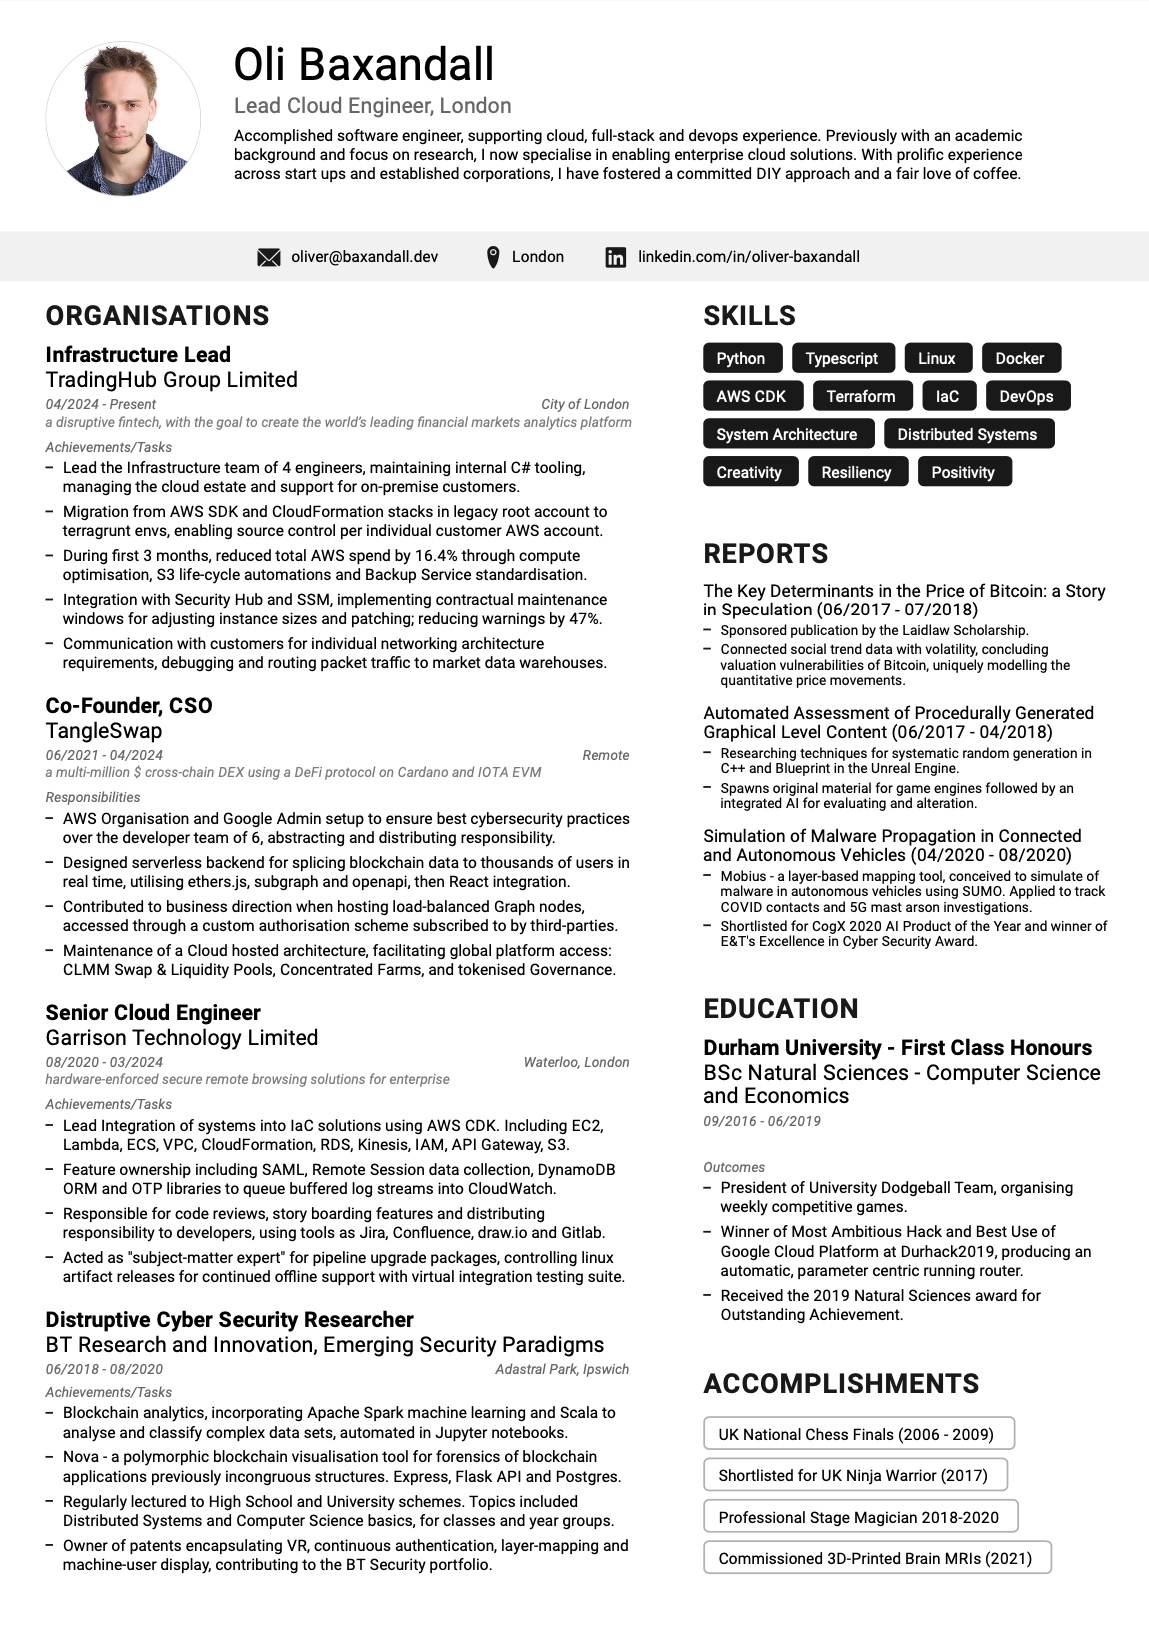 Oli Baxandall
Lead Cloud Engineer, London
Accomplished software engineer, supporting cloud, full-stack and devops experience. Previously with an academic
background and focus on research, I now specialise in enabling enterprise cloud solutions. With prolific experience
across start ups and established corporations, I have fostered a committed DIY approach and a fair love of coffee.
oliver@baxandall.dev London linkedin.com/in/oliver-baxandall
ORGANISATIONS
Infrastructure Lead
TradingHub Group Limited
04/2024 - Present City of London
a disruptive fintech, with the goal to create the world's leading financial markets analytics platform
Achievements/Tasks
– Lead the Infrastructure team of 4 engineers, maintaining internal C# tooling,
managing the cloud estate and support for on-premise customers.
– Migration from AWS SDK and CloudFormation stacks in legacy root account to
terragrunt envs, enabling source control per individual customer AWS account.
– During first 3 months, reduced total AWS spend by 16.4% through compute
optimisation, S3 life-cycle automations and Backup Service standardisation.
– Integration with Security Hub and SSM, implementing contractual maintenance
windows for adjusting instance sizes and patching; reducing warnings by 47%.
– Communication with customers for individual networking architecture
requirements, debugging and routing packet traffic to market data warehouses.
Co-Founder, CSO
TangleSwap
06/2021 - 04/2024 Remote
a multi-million $ cross-chain DEX using a DeFi protocol on Cardano and IOTA EVM
Responsibilities
– AWS Organisation and Google Admin setup to ensure best cybersecurity practices
over the developer team of 6, abstracting and distributing responsibility.
– Designed serverless backend for splicing blockchain data to thousands of users in
real time, utilising ethers.js, subgraph and openapi, then React integration.
– Contributed to business direction when hosting load-balanced Graph nodes,
accessed through a custom authorisation scheme subscribed to by third-parties.
– Maintenance of a Cloud hosted architecture, facilitating global platform access:
CLMM Swap & Liquidity Pools, Concentrated Farms, and tokenised Governance.
Senior Cloud Engineer
Garrison Technology Limited
08/2020 - 03/2024 Waterloo, London
hardware-enforced secure remote browsing solutions for enterprise
Achievements/Tasks
– Lead Integration of systems into IaC solutions using AWS CDK. Including EC2,
Lambda, ECS, VPC, CloudFormation, RDS, Kinesis, IAM, API Gateway, S3.
– Feature ownership including SAML, Remote Session data collection, DynamoDB
ORM and OTP libraries to queue buffered log streams into CloudWatch.
– Responsible for code reviews, story boarding features and distributing
responsibility to developers, using tools as Jira, Confluence, draw.io and Gitlab.
– Acted as "subject-matter expert" for pipeline upgrade packages, controlling linux
artifact releases for continued offline support with virtual integration testing suite.
Distruptive Cyber Security Researcher
BT Research and Innovation, Emerging Security Paradigms
06/2018 - 08/2020 Adastral Park, Ipswich
Achievements/Tasks
– Blockchain analytics, incorporating Apache Spark machine learning and Scala to
analyse and classify complex data sets, automated in Jupyter notebooks.
– Nova - a polymorphic blockchain visualisation tool for forensics of blockchain
applications previously incongruous structures. Express, Flask API and Postgres.
– Regularly lectured to High School and University schemes. Topics included
Distributed Systems and Computer Science basics, for classes and year groups.
– Owner of patents encapsulating VR, continuous authentication, layer-mapping and
machine-user display, contributing to the BT Security portfolio.
SKILLS
Python Typescript Linux Docker
AWS CDK Terraform IaC DevOps
System Architecture Distributed Systems
Creativity Resiliency Positivity
REPORTS
The Key Determinants in the Price of Bitcoin: a Story
in Speculation (06/2017 - 07/2018)
– Sponsored publication by the Laidlaw Scholarship.
– Connected social trend data with volatility, concluding
valuation vulnerabilities of Bitcoin, uniquely modelling the
quantitative price movements.
Automated Assessment of Procedurally Generated
Graphical Level Content (06/2017 - 04/2018)
– Researching techniques for systematic random generation in
C++ and Blueprint in the Unreal Engine.
– Spawns original material for game engines followed by an
integrated AI for evaluating and alteration.
Simulation of Malware Propagation in Connected
and Autonomous Vehicles (04/2020 - 08/2020)
– Mobius - a layer-based mapping tool, conceived to simulate of
malware in autonomous vehicles using SUMO. Applied to track
COVID contacts and 5G mast arson investigations.
– Shortlisted for CogX 2020 AI Product of the Year and winner of
E&T's Excellence in Cyber Security Award.
EDUCATION
Durham University - First Class Honours
BSc Natural Sciences - Computer Science
and Economics
09/2016 - 06/2019
Outcomes
– President of University Dodgeball Team, organising
weekly competitive games.
– Winner of Most Ambitious Hack and Best Use of
Google Cloud Platform at Durhack2019, producing an
automatic, parameter centric running router.
– Received the 2019 Natural Sciences award for
Outstanding Achievement.
ACCOMPLISHMENTS
UK National Chess Finals (2006 - 2009)
Shortlisted for UK Ninja Warrior (2017)
Professional Stage Magician 2018-2020
Commissioned 3D-Printed Brain MRIs (2021)